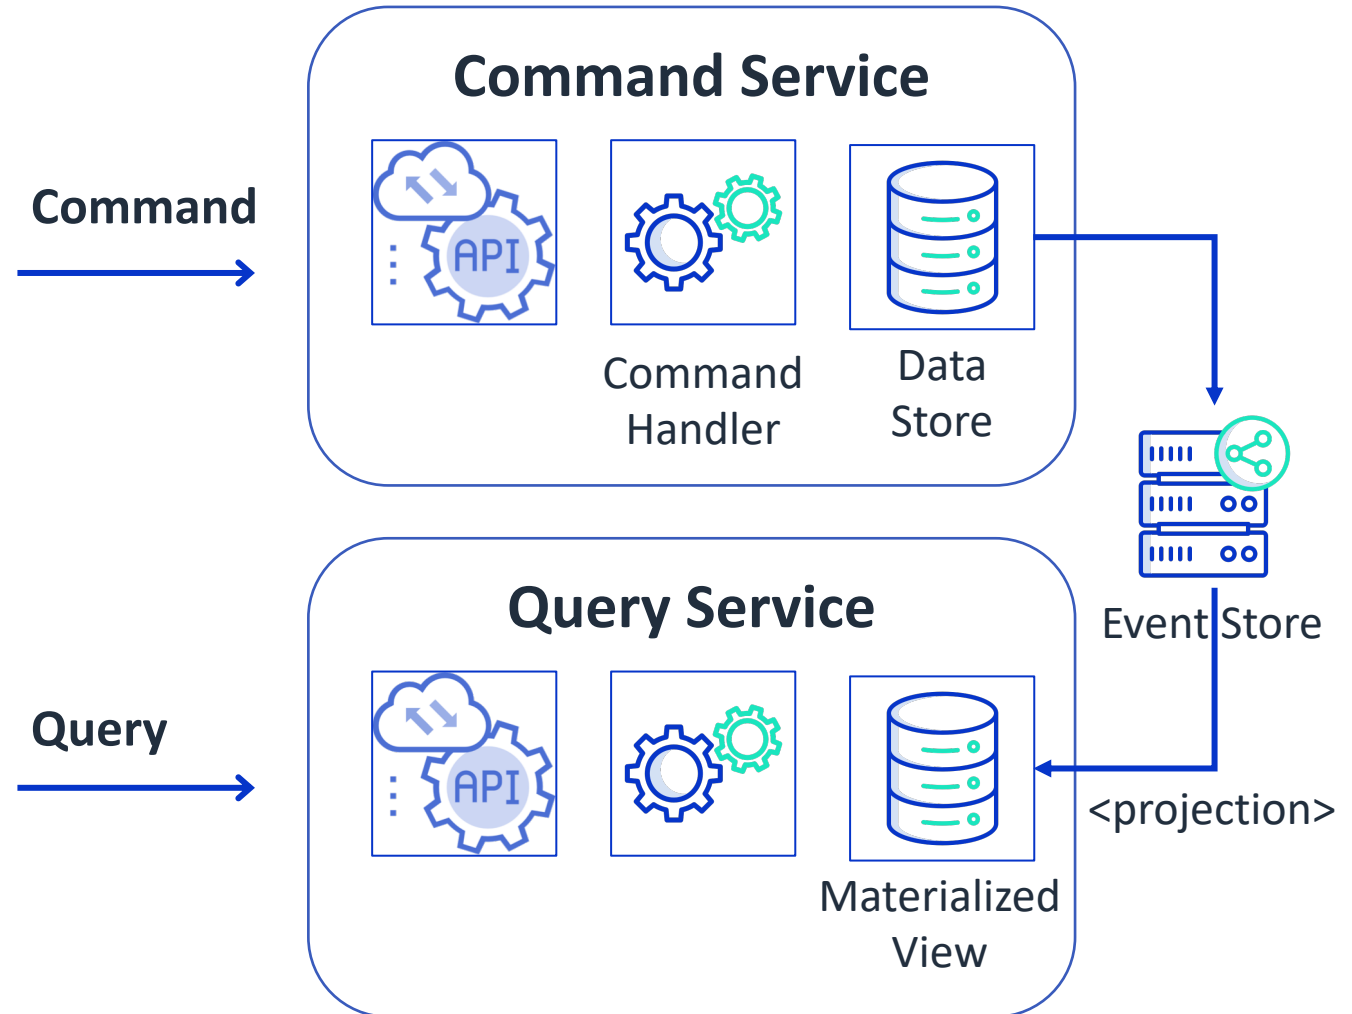 Command Service
Command
API
Command
Handler
Data
Store
Event Store
Query Service
Query
API
<projection>
Materialized
View